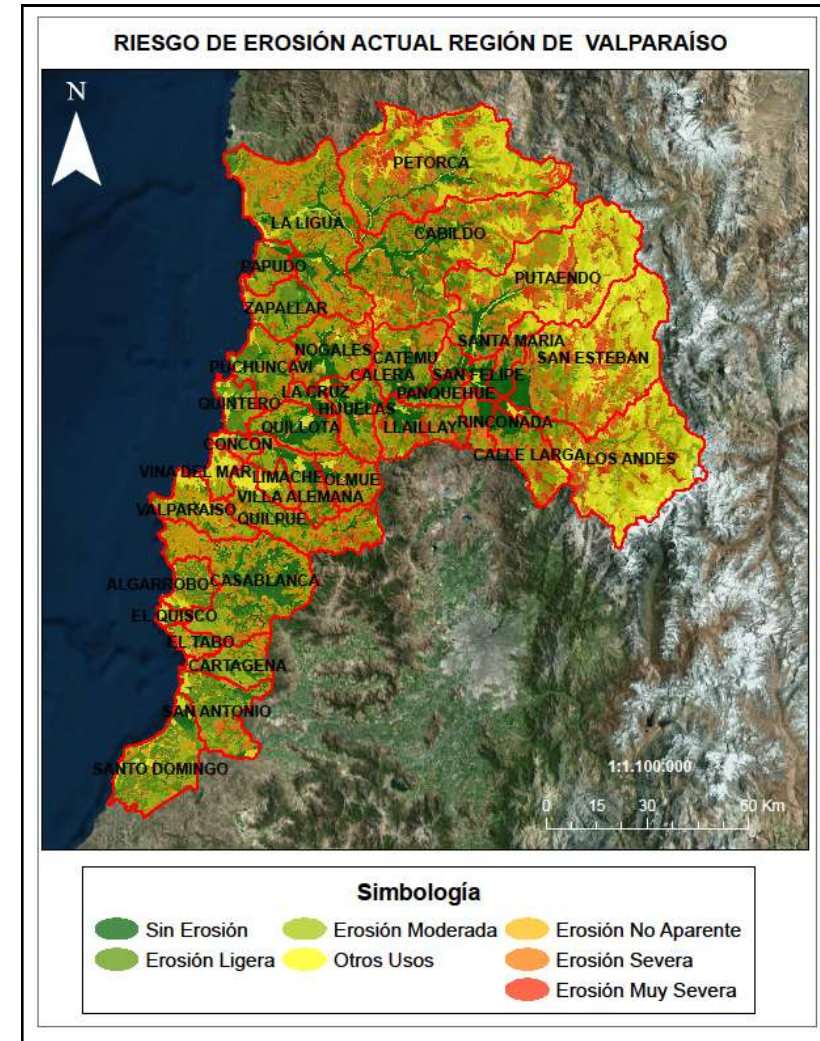 RIESGO DE EROSIÓN ACTUAL REGIÓN DE VALPARAÍSO
N
PETORCA
LA LIGUA
CABILDO
PAPUDO
PUTAENDO
ZAPALLAR
SANTA MARIA
NOGALES
CATEMU
SAN ESTEBAN
PUCHUNCAVI
CALERA
SAN FELIPE
LA CRUZ
PANQUEHUE
QUINTERO
HIJUELAS
QUILLOTA
LLAILLAY
RINCONADA
CONCON
CALLE LARGA
LOS ANDES
VINA DEL MAR
LIMACHE
OLMUE
VILLA ALEMANA
VALPARAISO
QUILPUE
ALGARROBO
CASABLANCA
EL QUISCO
EL TABO
CARTAGENA
SAN ANTONIO
SANTO DOMINGO
1:1.100.000
0 15 30 60 Km
Simbología
Sin Erosión
Erosión Moderada
Erosión No Aparente
Erosión Ligera
Otros Usos
Erosión Severa
Erosión Muy Severa